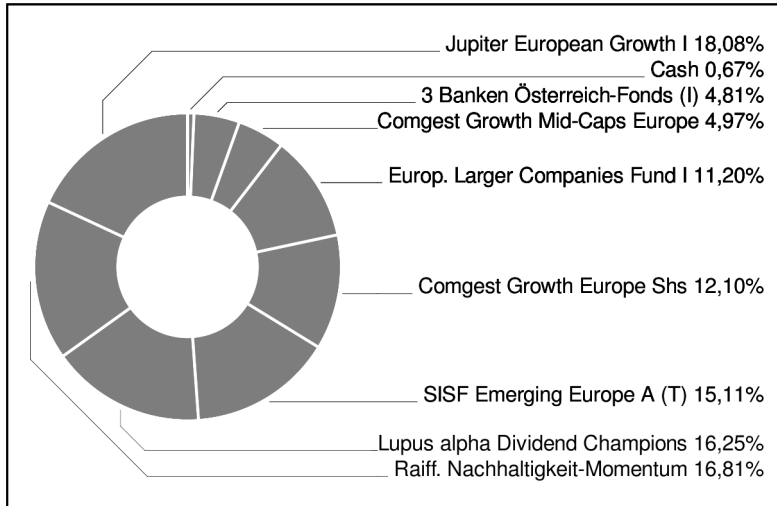 Jupiter European Growth I 18,08%
Cash 0,67%
3 Banken Österreich-Fonds (I) 4,81%
Comgest Growth Mid-Caps Europe 4,97%
Europ. Larger Companies Fund I 11,20%
Comgest Growth Europe Shs 12,10%
SISF Emerging Europe A (T) 15,11%
Lupus alpha Dividend Champions 16,25%
Raiff. Nachhaltigkeit-Momentum 16,81%